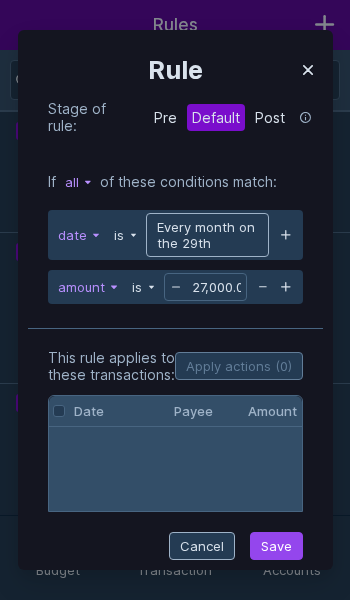 Rules
Rule
Stage of
rule:
Pre
Default
Post
If all of these conditions match:
date is Every month on
the 29th
amount is 27,000.0
This rule applies to
these transactions:
Apply actions (0)
Date Payee Amount
Cancel
Save
Budget Transaction Accounts